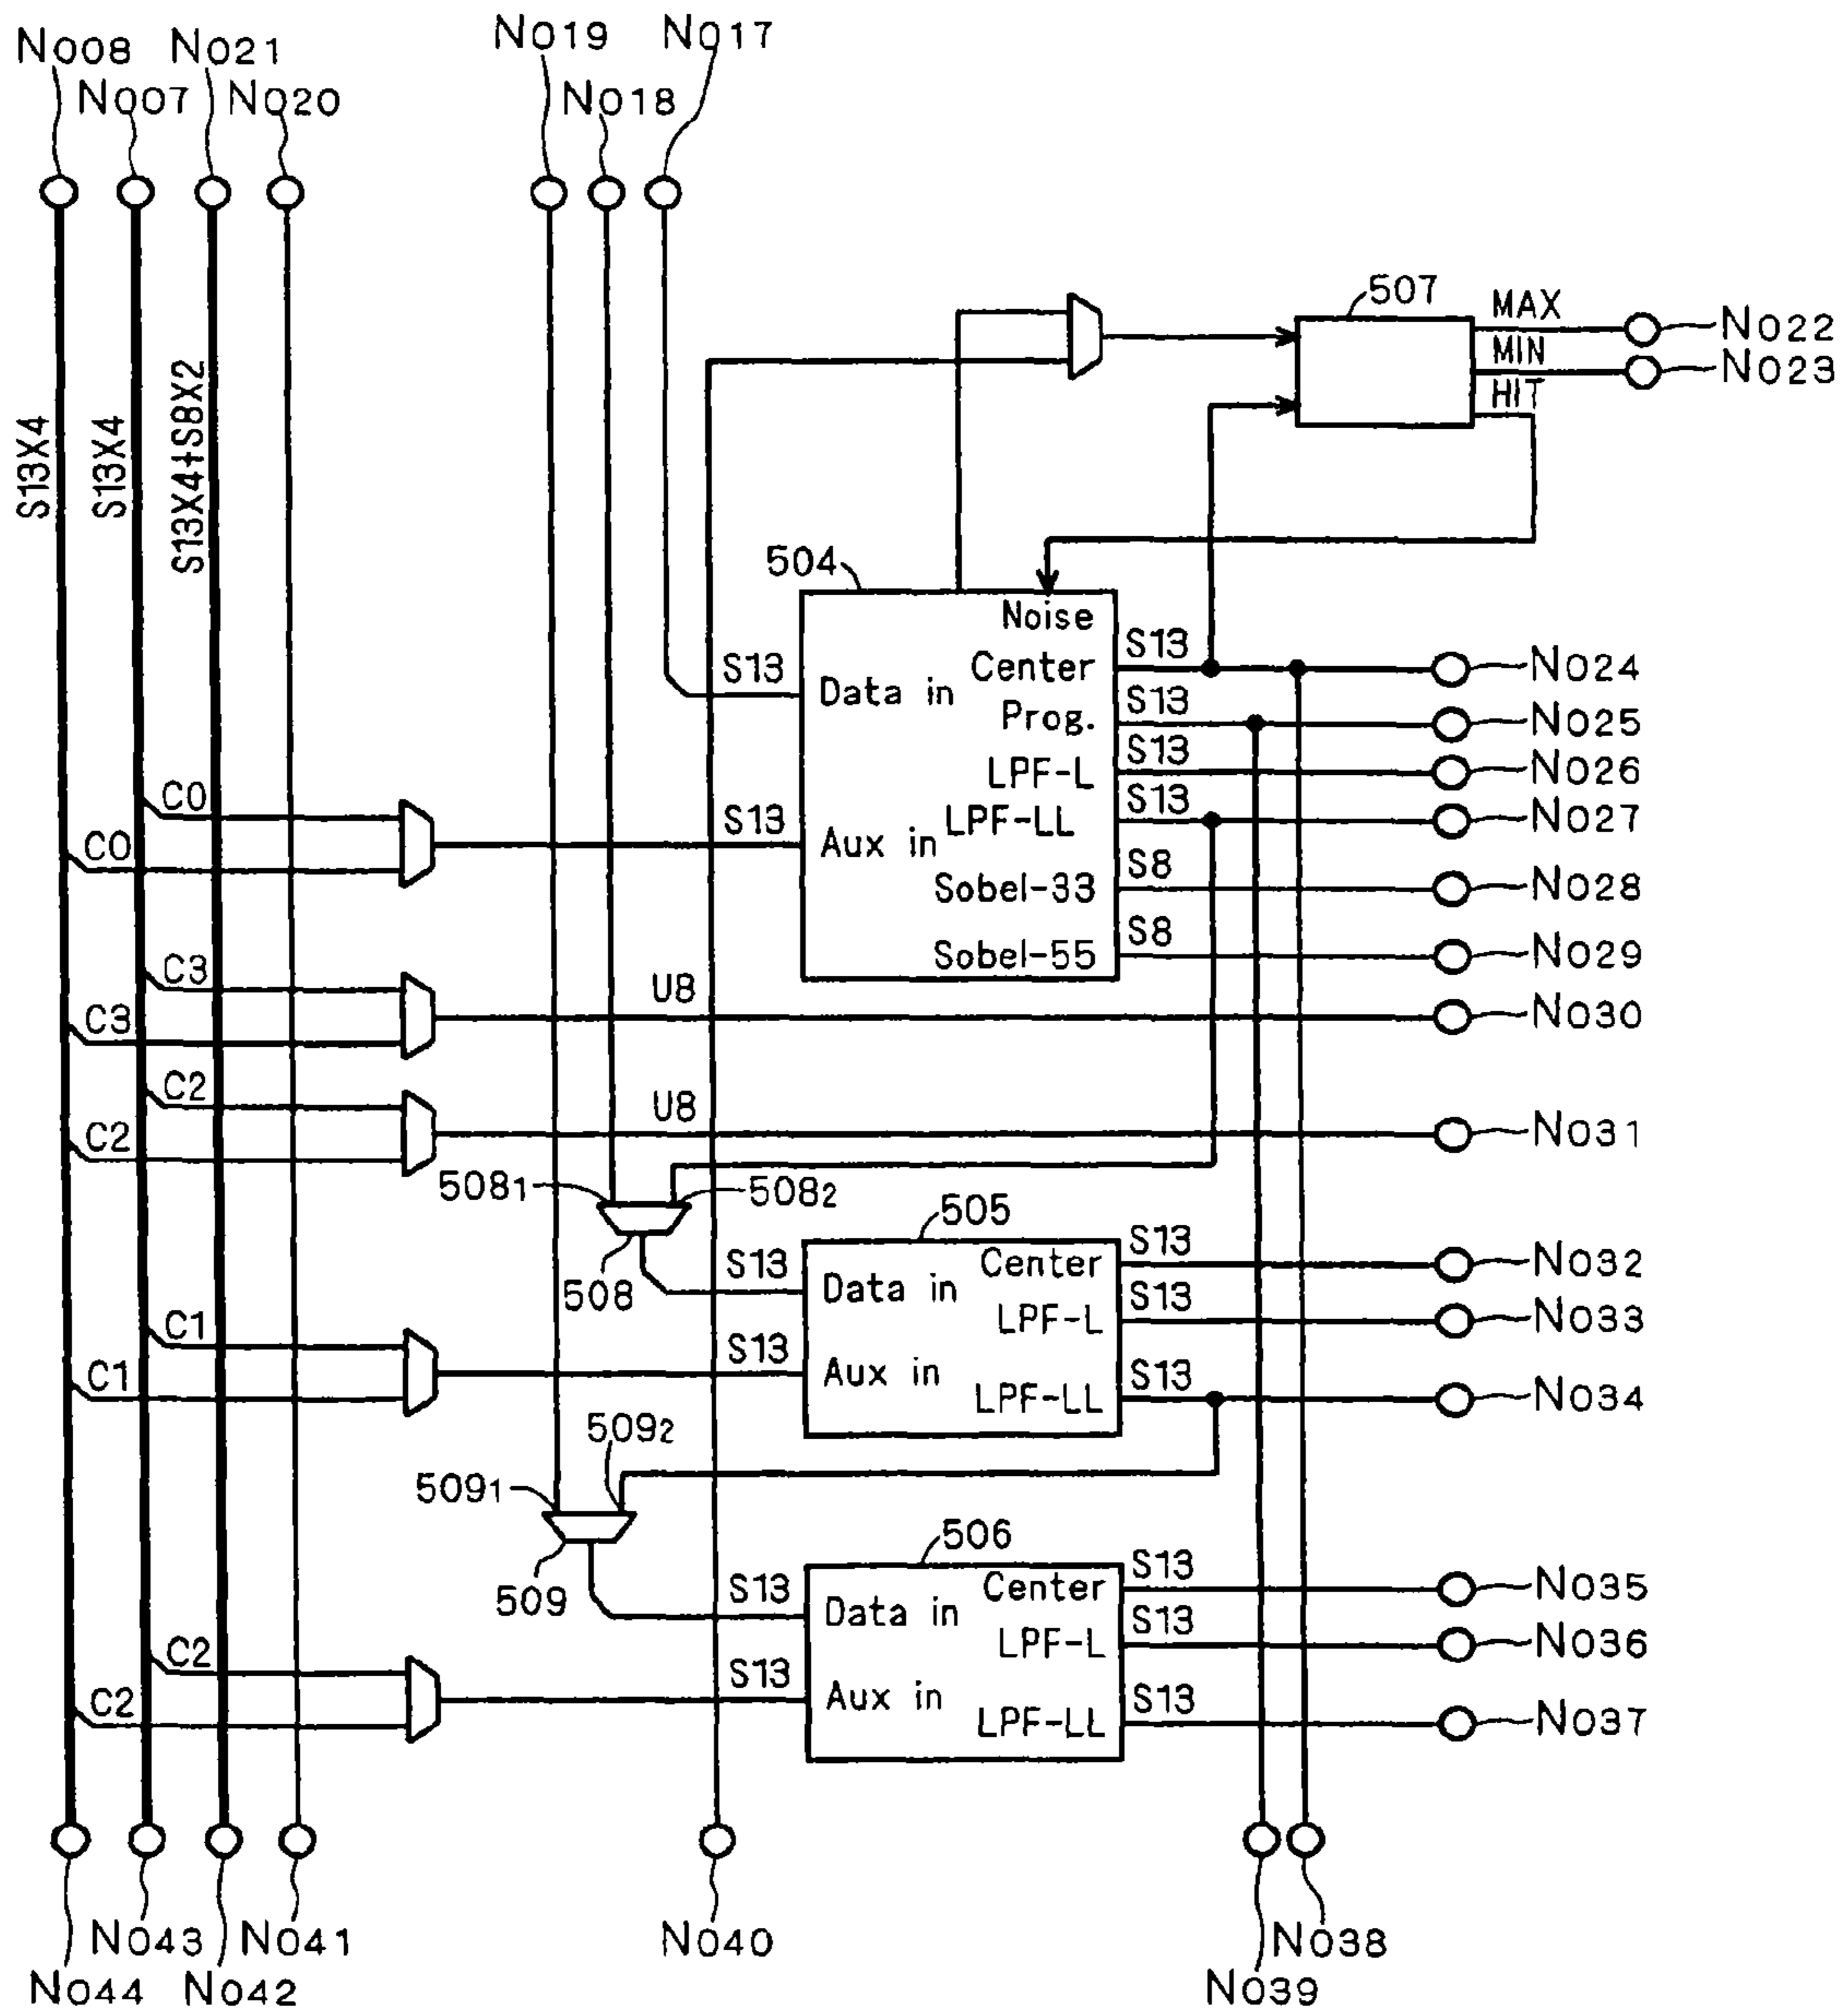 N008 N021 N019 N017
N007 N020 N018
S13X4
S13X4
S13X4+S8X2
507
MAX
MIN
HIT
N022
N023
504
Noise
S13
Data in
Center
S13
N024
Prog.
S13
N025
LPF-L
S13
N026
C0
C0
S13
Aux in
LPF-LL
S13
N027
Sobel-33
S8
N028
Sobel-55
S8
N029
C3
C3
U8
N030
C2
C2
U8
N031
5081
5082
508
505
S13
Data in
Center
S13
N032
LPF-L
S13
N033
C1
C1
S13
Aux in
LPF-LL
S13
N034
5091
5092
509
506
S13
Data in
Center
S13
N035
LPF-L
S13
N036
C2
C2
S13
Aux in
LPF-LL
S13
N037
N043 N041 N040 N038
N044 N042 N039